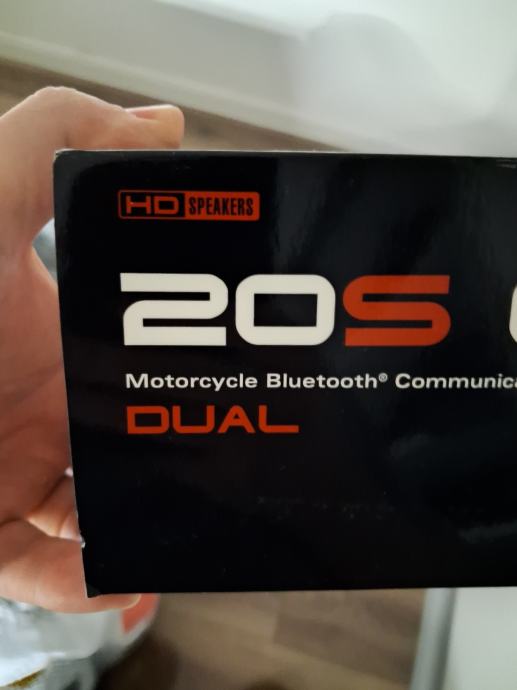 HD SPEAKERS
20S
Motorcycle Bluetooth® Communica
DUAL